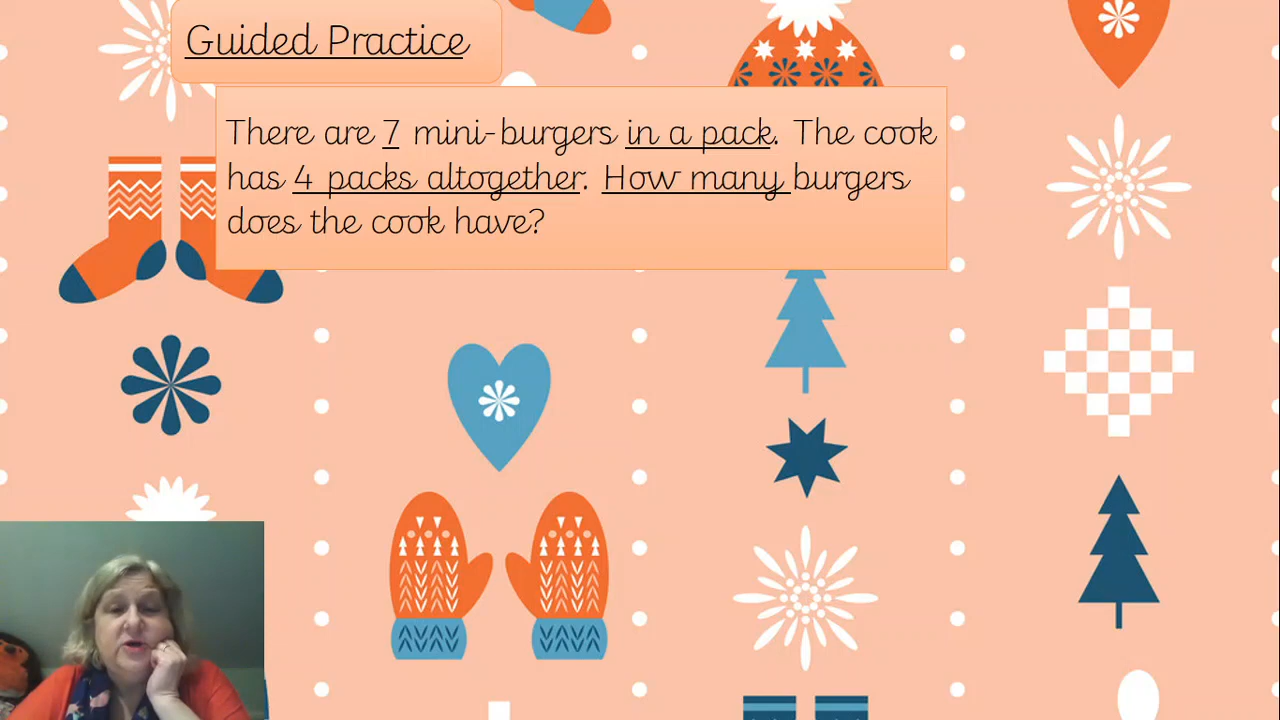 Guided Practice
There are 7 mini-burgers in a pack. The cook
has 4 packs altogether. How many burgers
does the cook have?